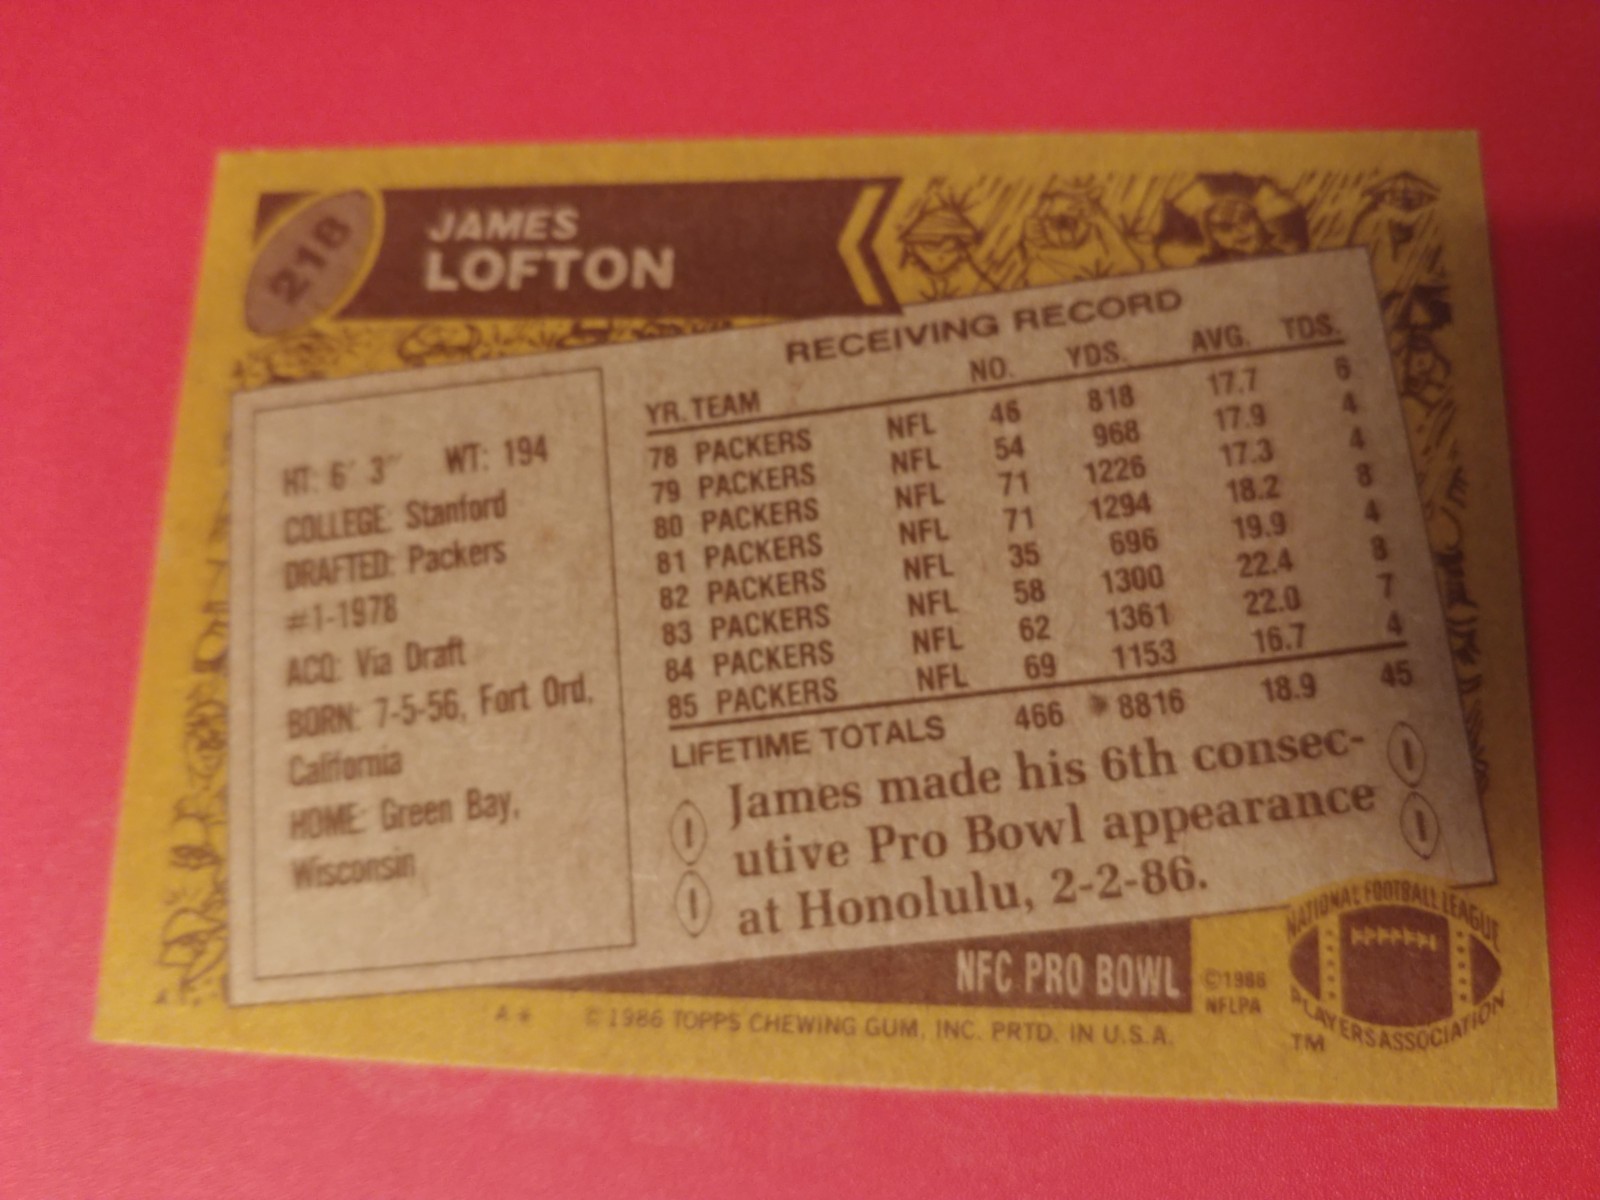 218
JAMES
LOFTON
RECEIVING RECORD
YR. TEAM NO. YDS. AVG. TDS.
78 PACKERS NFL 46 818 17.7 6
79 PACKERS NFL 54 968 17.9 4
80 PACKERS NFL 71 1226 17.3 4
81 PACKERS NFL 71 1294 18.2 8
82 PACKERS NFL 35 696 19.9 4
83 PACKERS NFL 58 1300 22.4 8
84 PACKERS NFL 62 1361 22.0 7
85 PACKERS NFL 69 1153 16.7 4
LIFETIME TOTALS 466 8816 18.9 45
HT: 6' 3" WT: 194
COLLEGE: Stanford
DRAFTED: Packers
#1-1978
ACQ: Via Draft
BORN: 7-5-56, Fort Ord,
California
HOME: Green Bay,
Wisconsin
James made his 6th consec-
utive Pro Bowl appearance
at Honolulu, 2-2-86.
NFC PRO BOWL
©1986
NFLPA
NATIONAL FOOTBALL LEAGUE
PLAYERS ASSOCIATION
TM
A* © 1986 TOPPS CHEWING GUM, INC. PRTD. IN U.S.A.